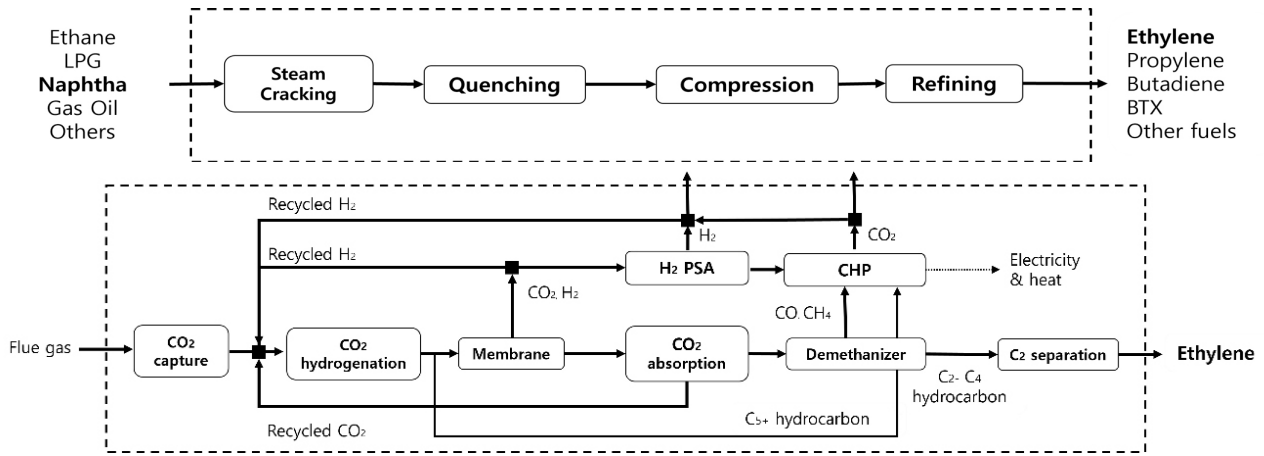 Ethane
LPG
Naphtha
Gas Oil
Others
Steam
Cracking
Quenching
Compression
Refining
Ethylene
Propylene
Butadiene
BTX
Other fuels
Recycled H₂
H₂
CO₂
Recycled H₂
H₂ PSA
CHP
Electricity
& heat
CO₂, H₂
CO, CH₄
Flue gas
CO₂
capture
CO₂
hydrogenation
Membrane
CO₂
absorption
Demethanizer
C₂ separation
Ethylene
C₂- C₄
hydrocarbon
C₅₊ hydrocarbon
Recycled CO₂